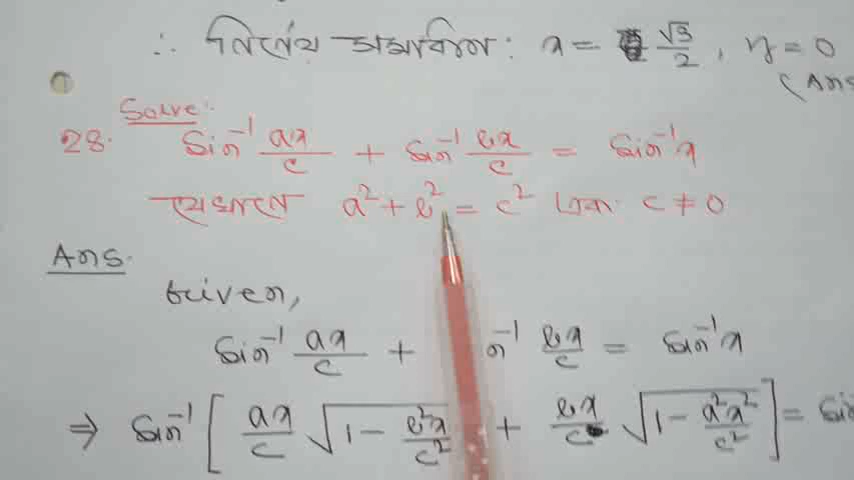 ∴ নির্ণেয় সমাধান: x = √3/2, y = 0
(Ans
Solve:
28. Sin⁻¹ ax/c + Sin⁻¹ bx/c = Sin⁻¹x
যেখানে a² + b² = c² এবং c ≠ 0
Ans.
Given,
Sin⁻¹ ax/c + n⁻¹ bx/c = Sin⁻¹x
⇒ Sin⁻¹ [ ax/c √(1 - b²x/c²) + bx/c √(1 - a²x²/c²) ] = Sin